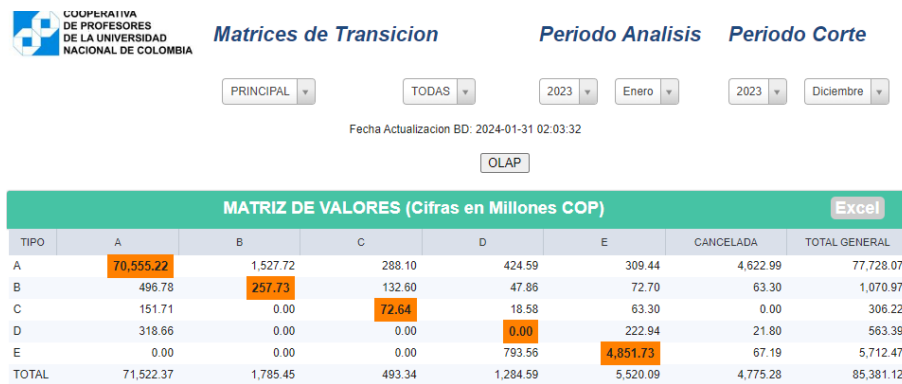 COOPERATIVA
DE PROFESORES
DE LA UNIVERSIDAD
NACIONAL DE COLOMBIA
Matrices de Transicion Periodo Analisis Periodo Corte
PRINCIPAL TODAS 2023 Enero 2023 Diciembre
Fecha Actualizacion BD: 2024-01-31 02:03:32
OLAP
MATRIZ DE VALORES (Cifras en Millones COP) Excel
TIPO A B C D E CANCELADA TOTAL GENERAL
A 70,555.22 1,527.72 288.10 424.59 309.44 4,622.99 77,728.07
B 496.78 257.73 132.60 47.86 72.70 63.30 1,070.97
C 151.71 0.00 72.64 18.58 63.30 0.00 306.22
D 318.66 0.00 0.00 0.00 222.94 21.80 563.39
E 0.00 0.00 0.00 793.56 4,851.73 67.19 5,712.47
TOTAL 71,522.37 1,785.45 493.34 1,284.59 5,520.09 4,775.28 85,381.12